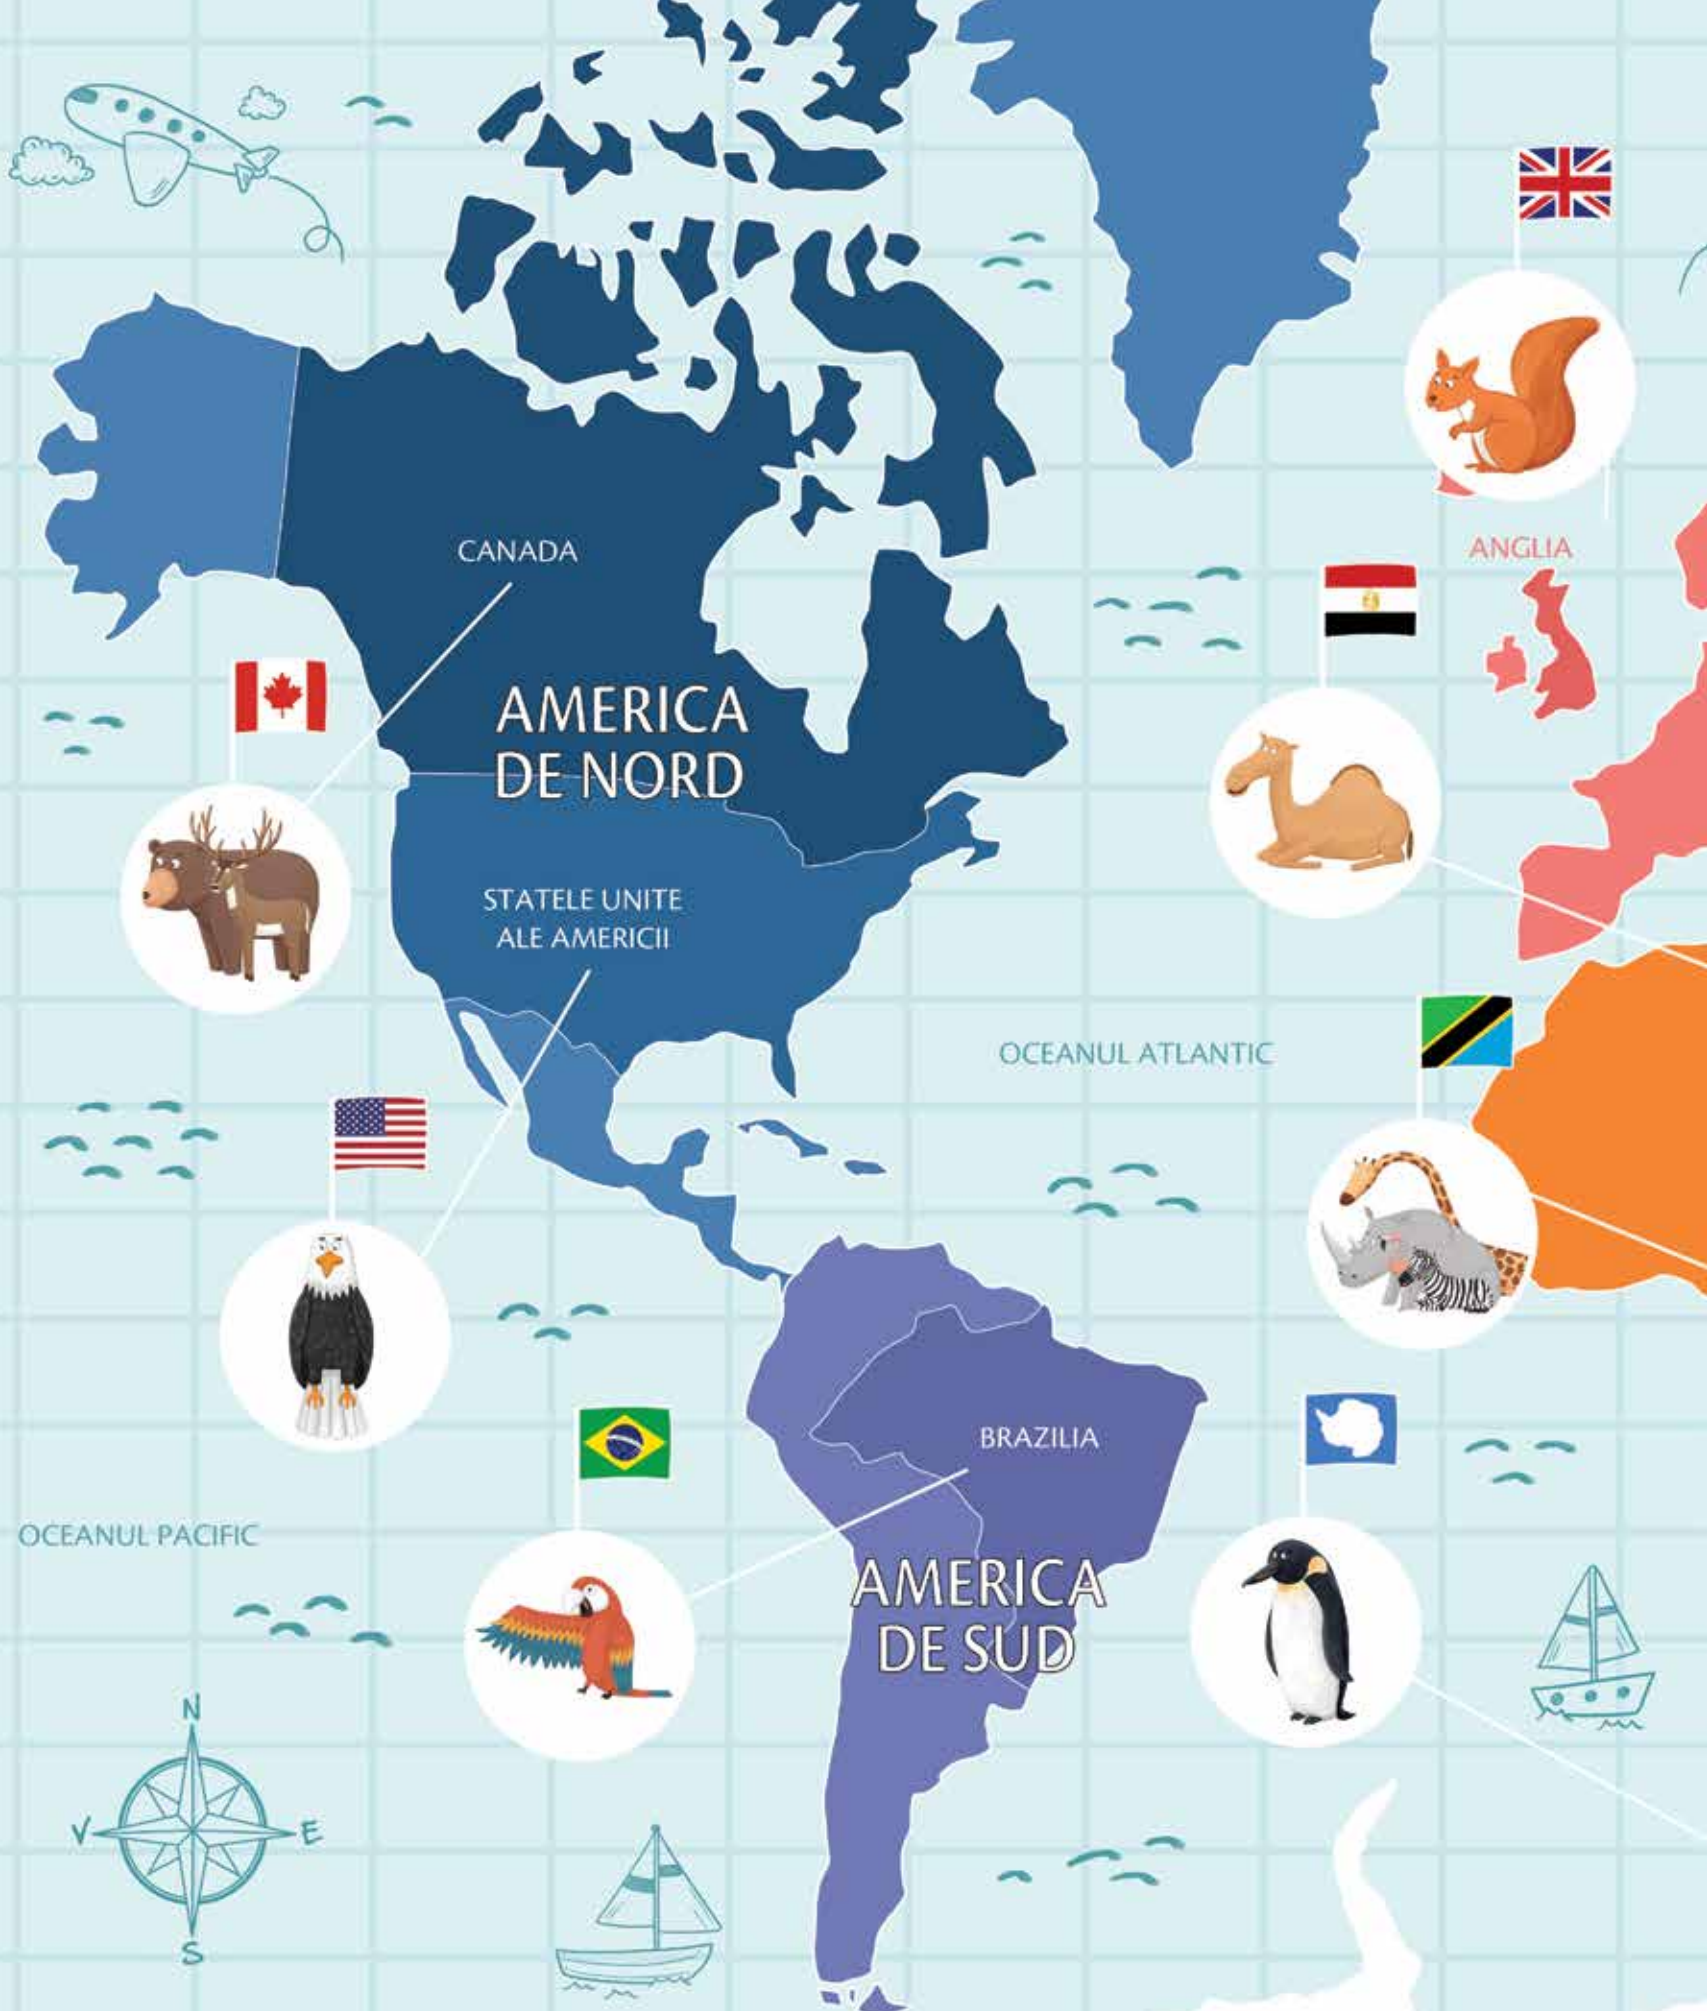 ANGLIA
CANADA
AMERICA
DE NORD
STATELE UNITE
ALE AMERICII
OCEANUL ATLANTIC
BRAZILIA
OCEANUL PACIFIC
AMERICA
DE SUD
N
V
E
S